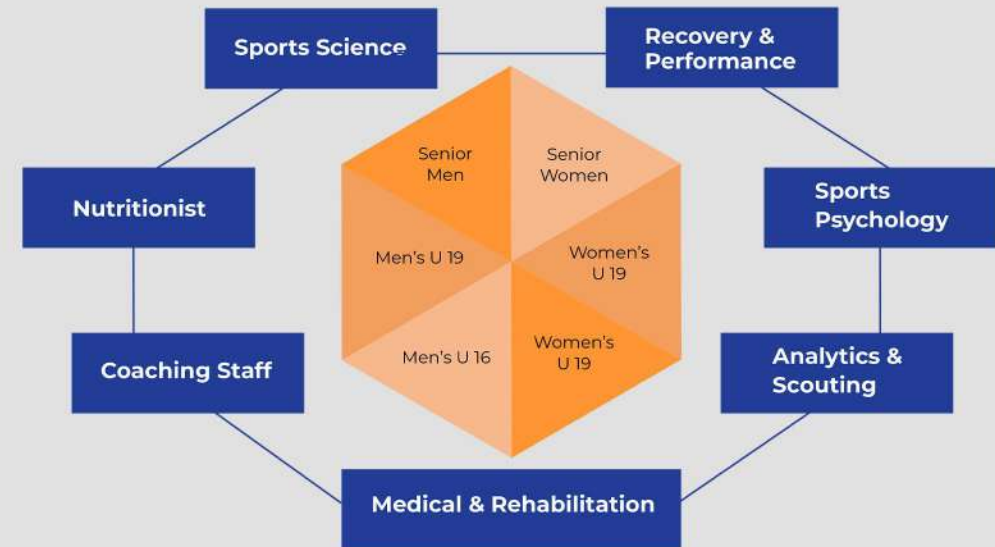 Sports Science
Recovery &
Performance
Senior
Men
Senior
Women
Nutritionist
Sports
Psychology
Men's U 19
Women's
U 19
Coaching Staff
Men's U 16
Women's
U 19
Analytics &
Scouting
Medical & Rehabilitation